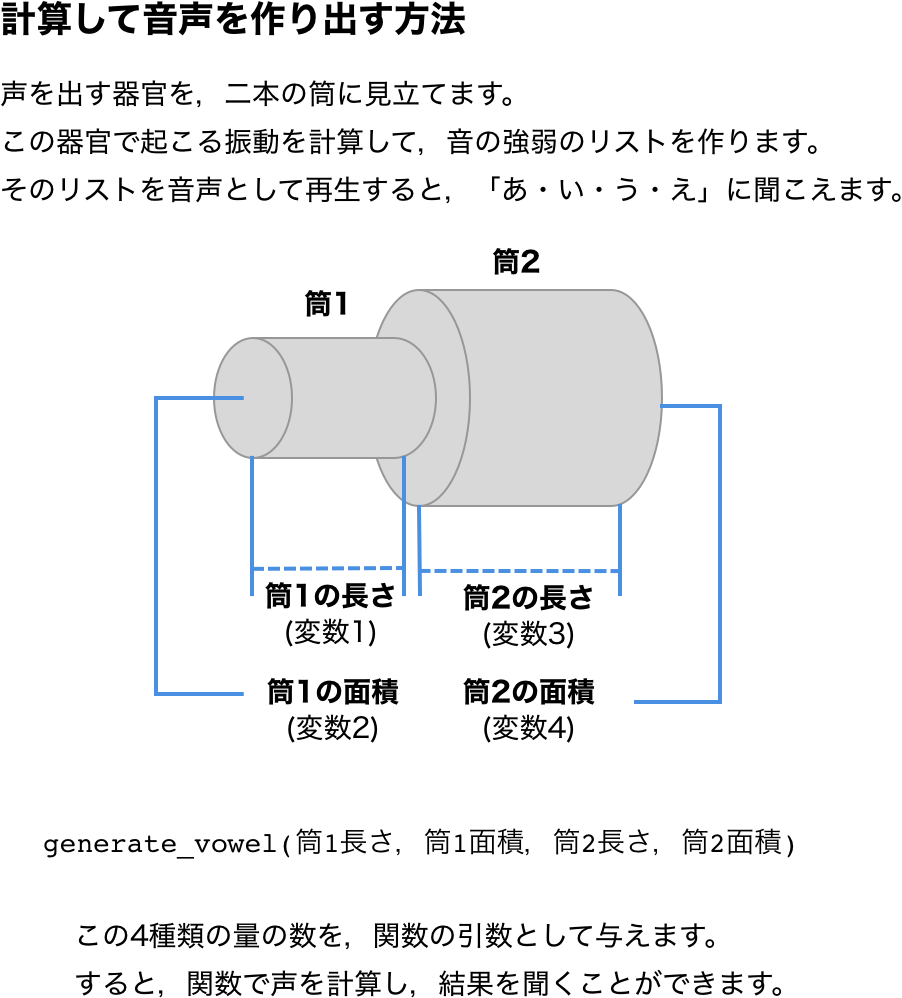 計算して音声を作り出す方法
声を出す器官を，二本の筒に見立てます。
この器官で起こる振動を計算して，音の強弱のリストを作ります。
そのリストを音声として再生すると，「あ・い・う・え」に聞こえます。
筒2
筒1
筒1の長さ
(変数1)
筒2の長さ
(変数3)
筒1の面積
(変数2)
筒2の面積
(変数4)
generate_vowel(筒1長さ，筒1面積，筒2長さ，筒2面積)
この4種類の量の数を，関数の引数として与えます。
すると，関数で声を計算し，結果を聞くことができます。